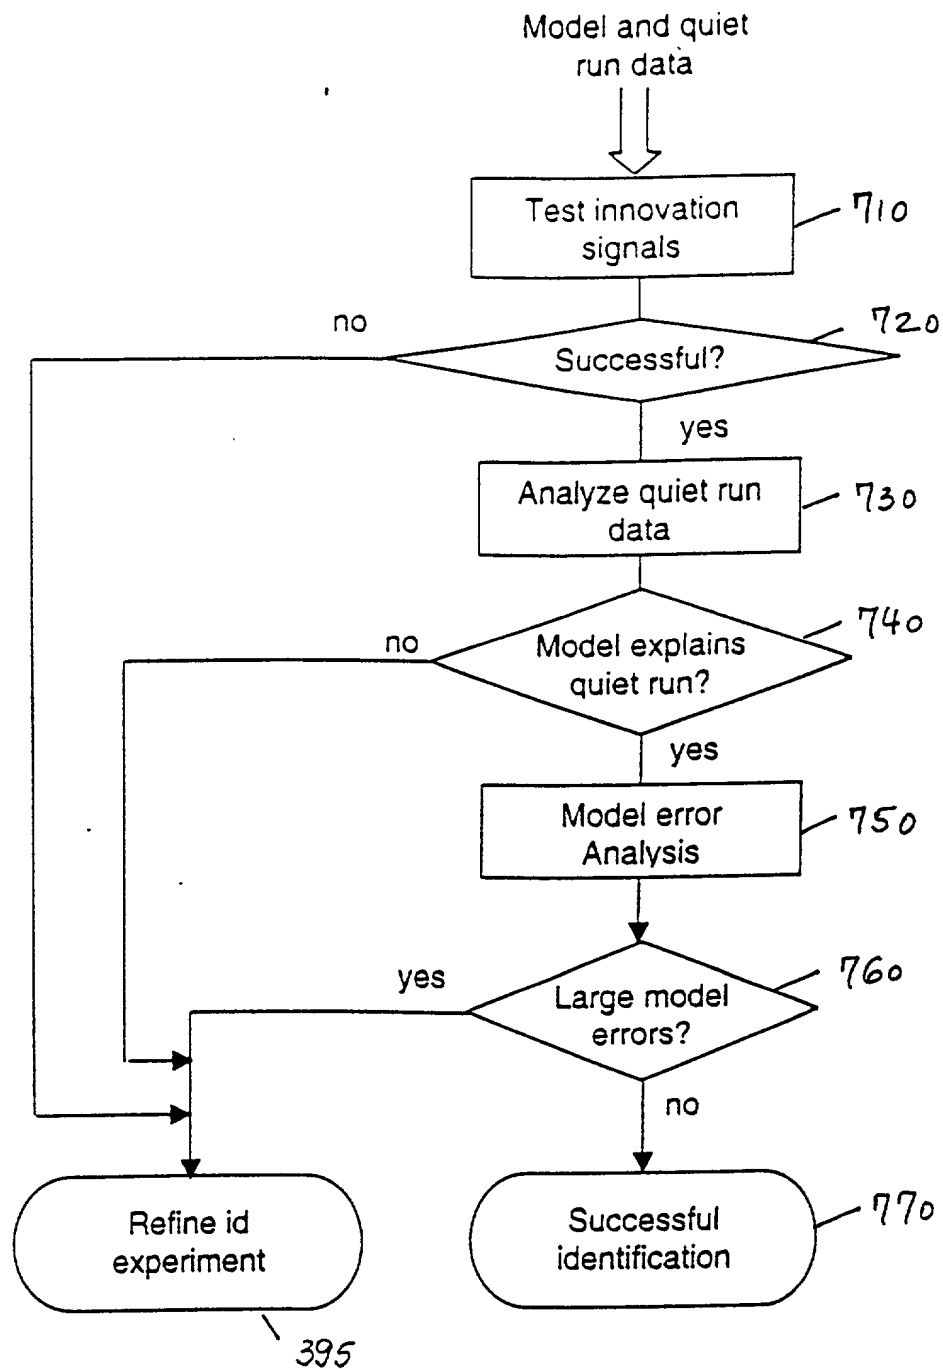 Model and quiet
run data
Test innovation
signals
710
no
720
Successful?
yes
Analyze quiet run
data
730
no
740
Model explains
quiet run?
yes
Model error
Analysis
750
yes
760
Large model
errors?
no
Refine id
experiment
Successful
identification
770
395